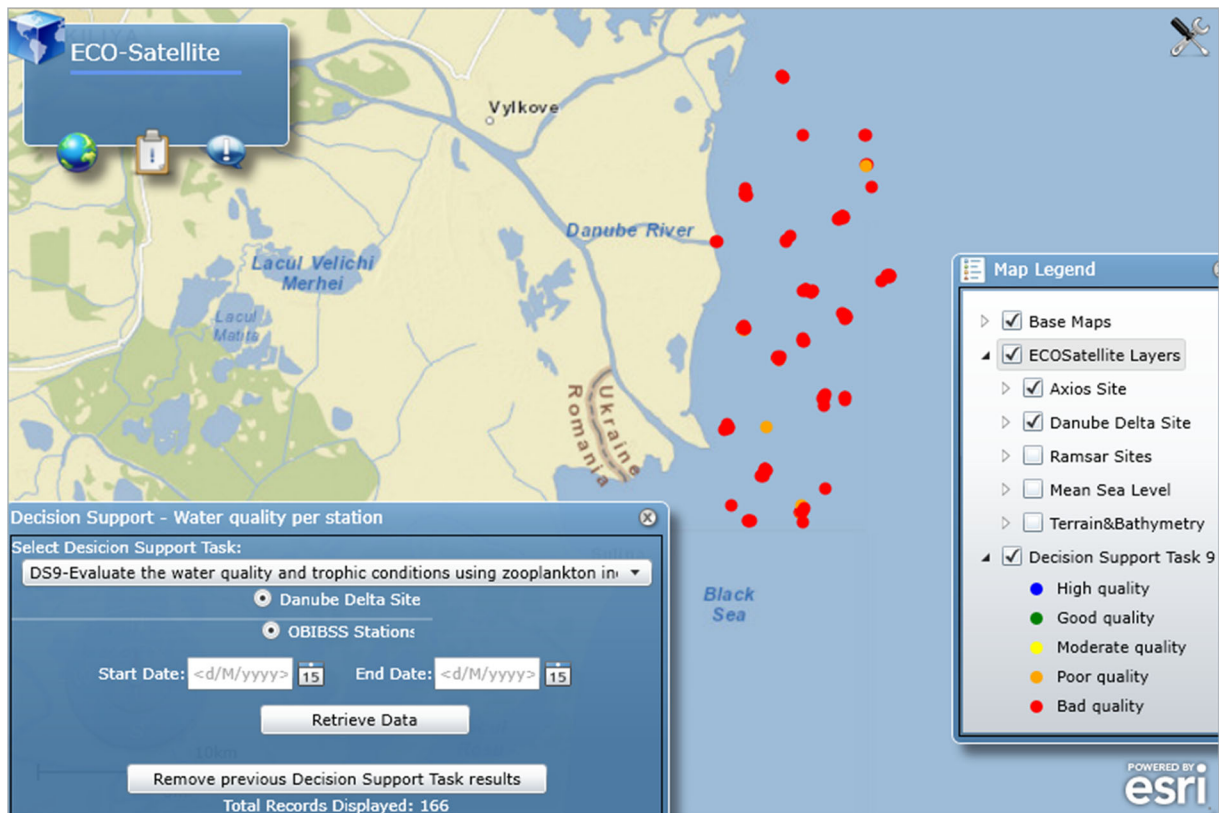 ECO-Satellite
Vylkove
Danube River
Lacul Velichi
Merhei
Lacul
Matita
Ukraine
Romania
Black
Sea
Map Legend
Base Maps
ECOSatellite Layers
Axios Site
Danube Delta Site
Ramsar Sites
Mean Sea Level
Terrain&Bathymetry
Decision Support Task 9
High quality
Good quality
Moderate quality
Poor quality
Bad quality
Decision Support - Water quality per station
Select Desicion Support Task:
DS9-Evaluate the water quality and trophic conditions using zooplankton in
Danube Delta Site
OBIBSS Stations
Start Date: <d/M/yyyy> 15 End Date: <d/M/yyyy> 15
Retrieve Data
10km
Remove previous Decision Support Task results
Total Records Displayed: 166
POWERED BY
esri